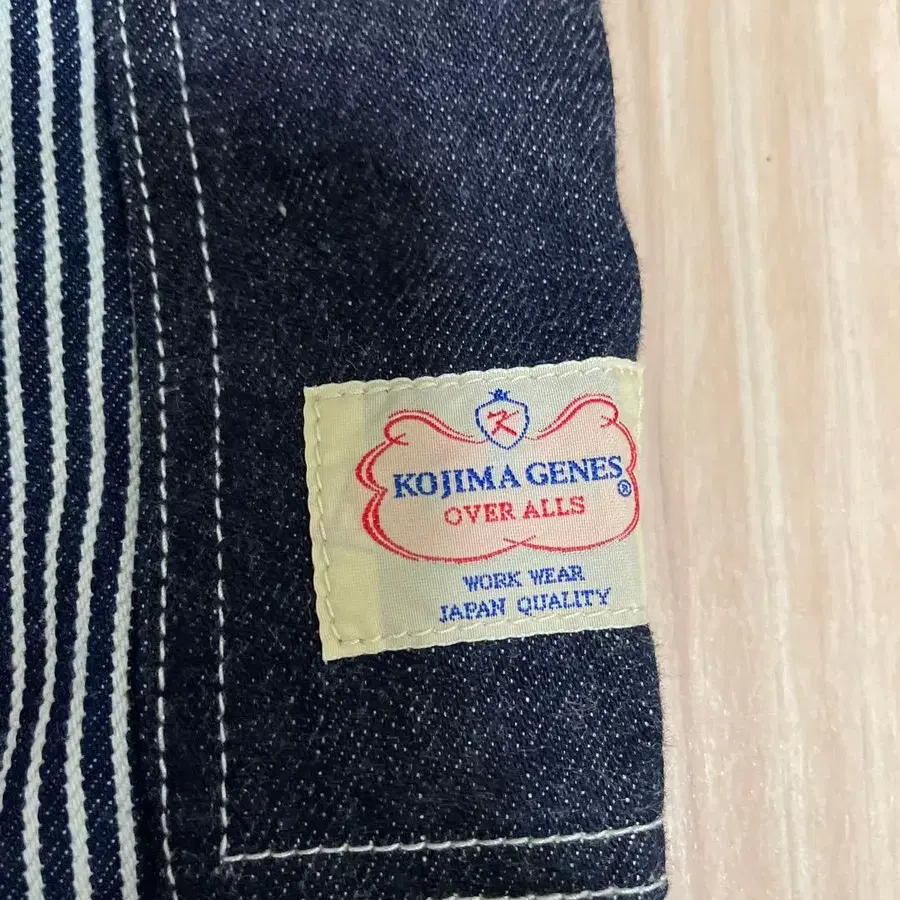 K
KOJIMA GENES®
OVER ALLS
WORK WEAR
JAPAN QUALITY